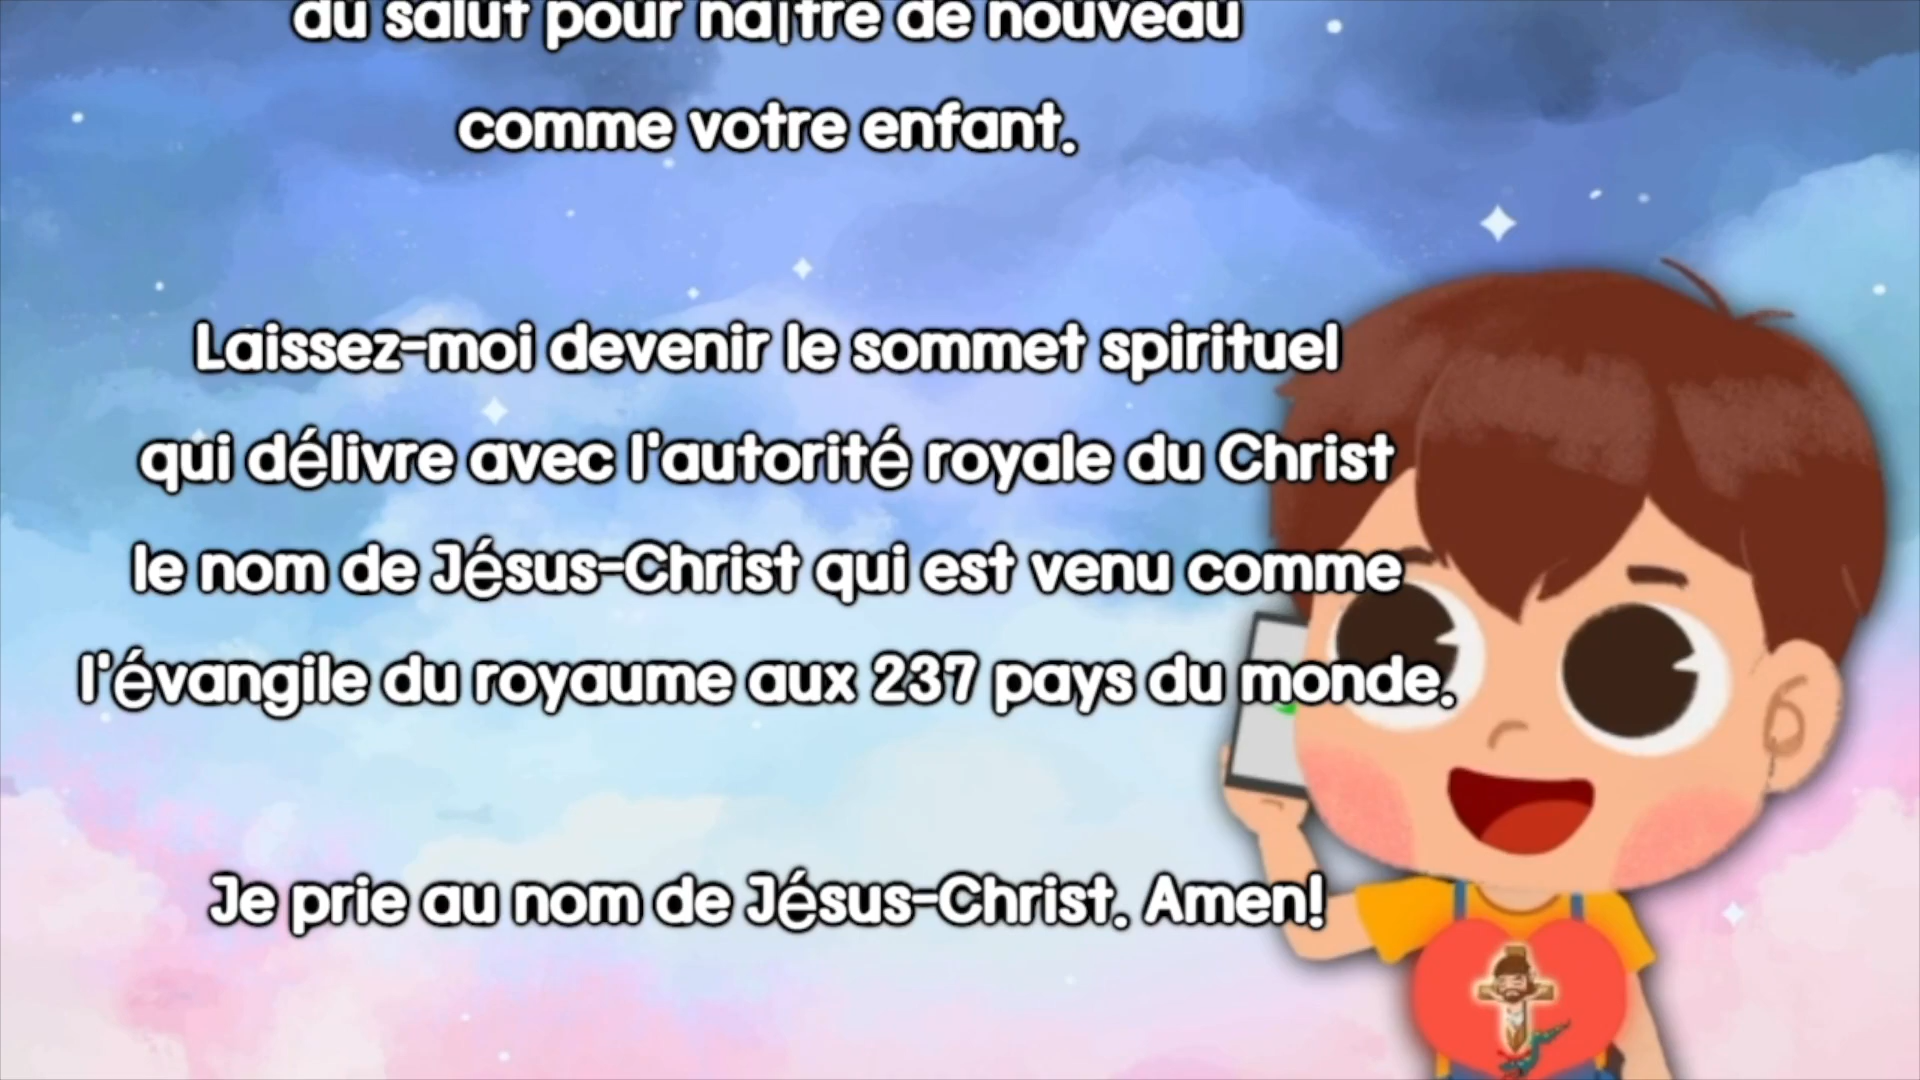 du salut pour naître de nouveau
comme votre enfant.
Laissez-moi devenir le sommet spirituel
qui délivre avec l'autorité royale du Christ
le nom de Jésus-Christ qui est venu comme
l'évangile du royaume aux 237 pays du monde.
Je prie au nom de Jésus-Christ. Amen!